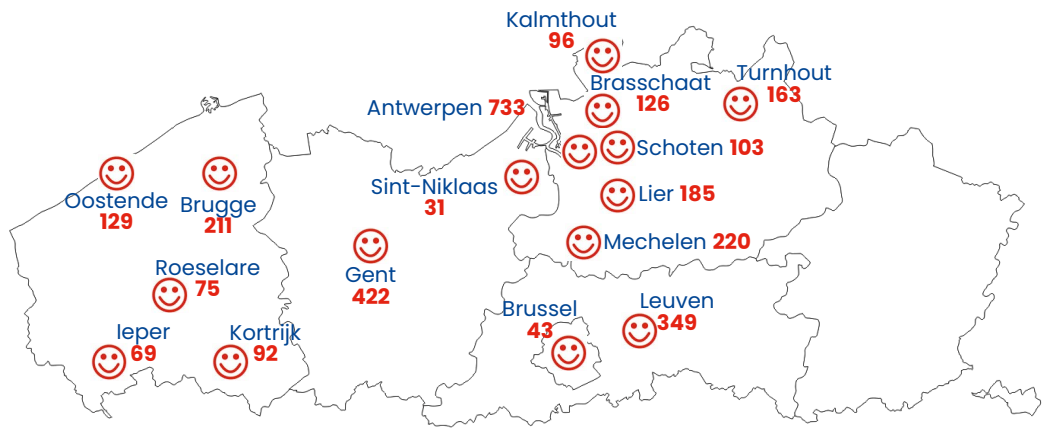 Kalmthout
96
Brasschaat
126
Turnhout
163
Antwerpen 733
Schoten 103
Sint-Niklaas
31
Lier 185
Oostende
129
Brugge
211
Mechelen 220
Gent
422
Roeselare
75
Brussel
43
Leuven
349
Ieper
69
Kortrijk
92